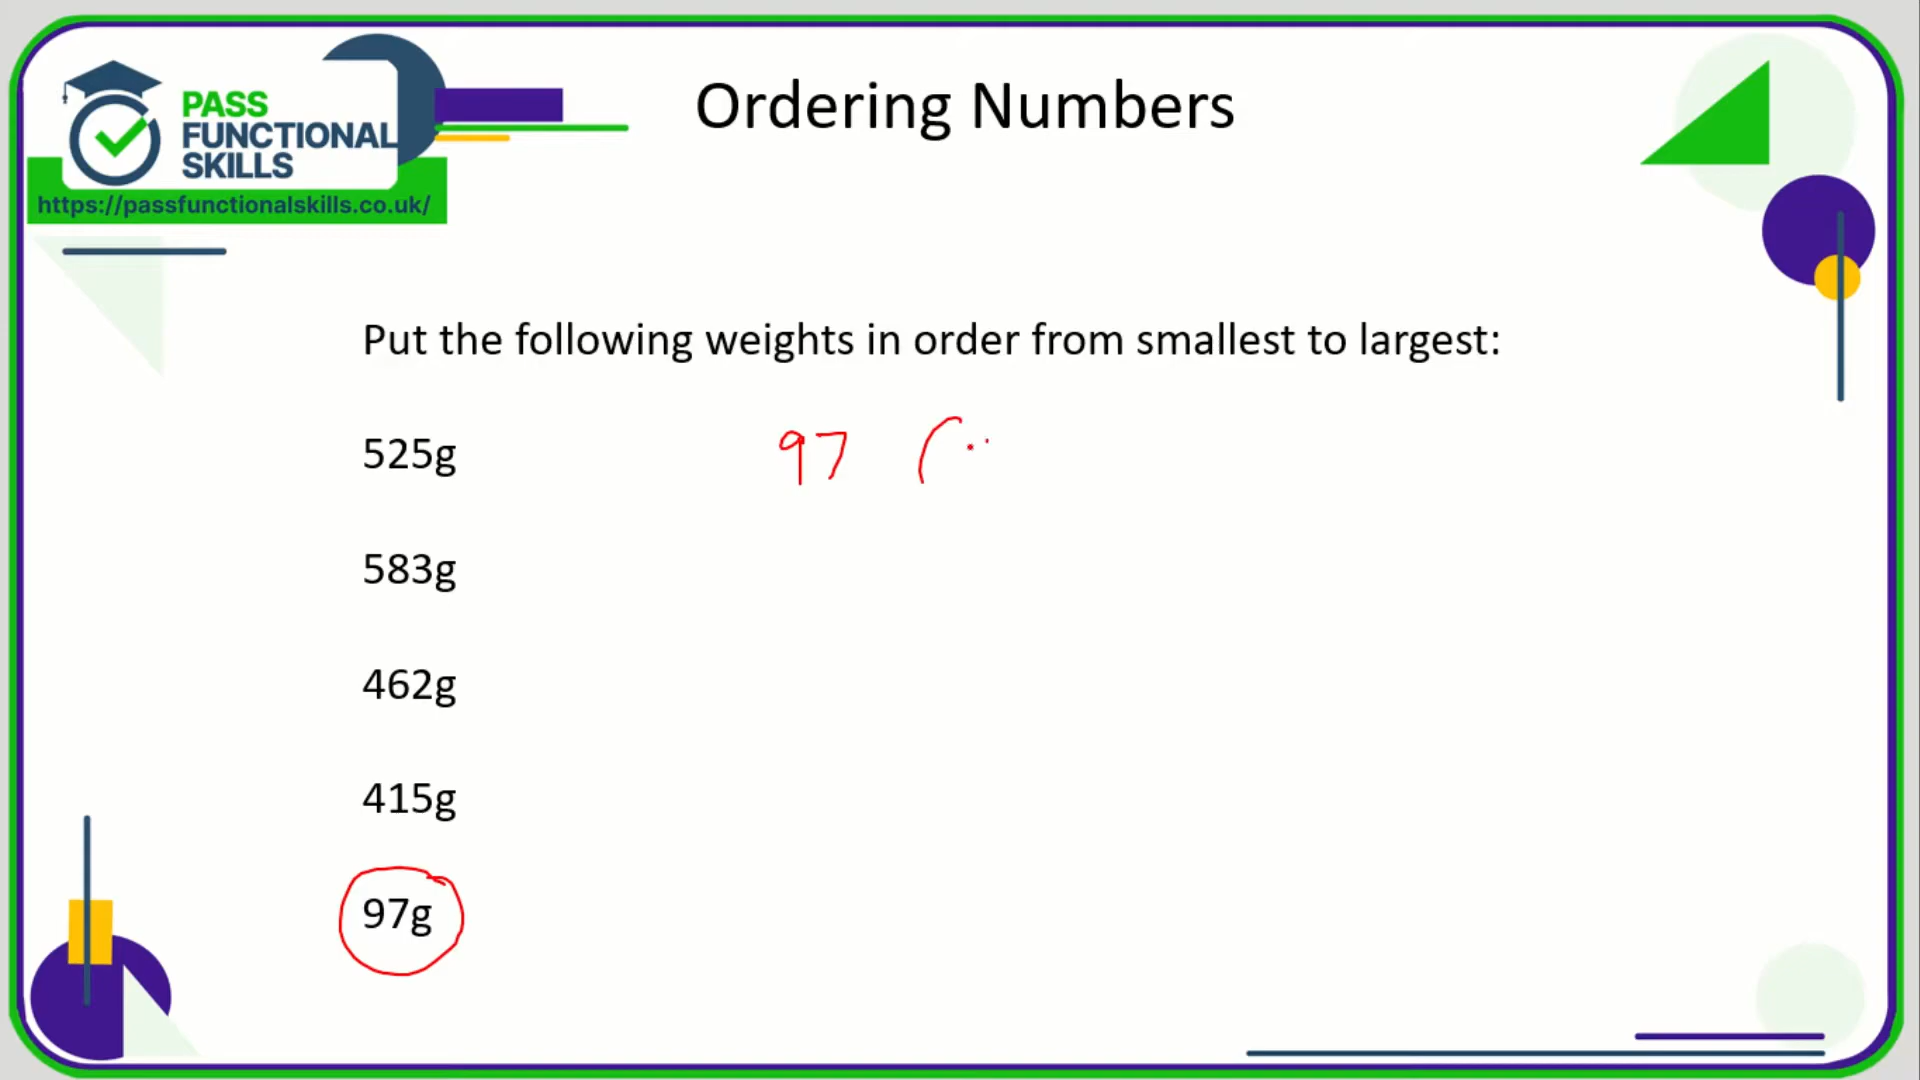 PASS
FUNCTIONAL
SKILLS
https://passfunctionalskills.co.uk/
Ordering Numbers
Put the following weights in order from smallest to largest:
525g
97
583g
462g
415g
97g